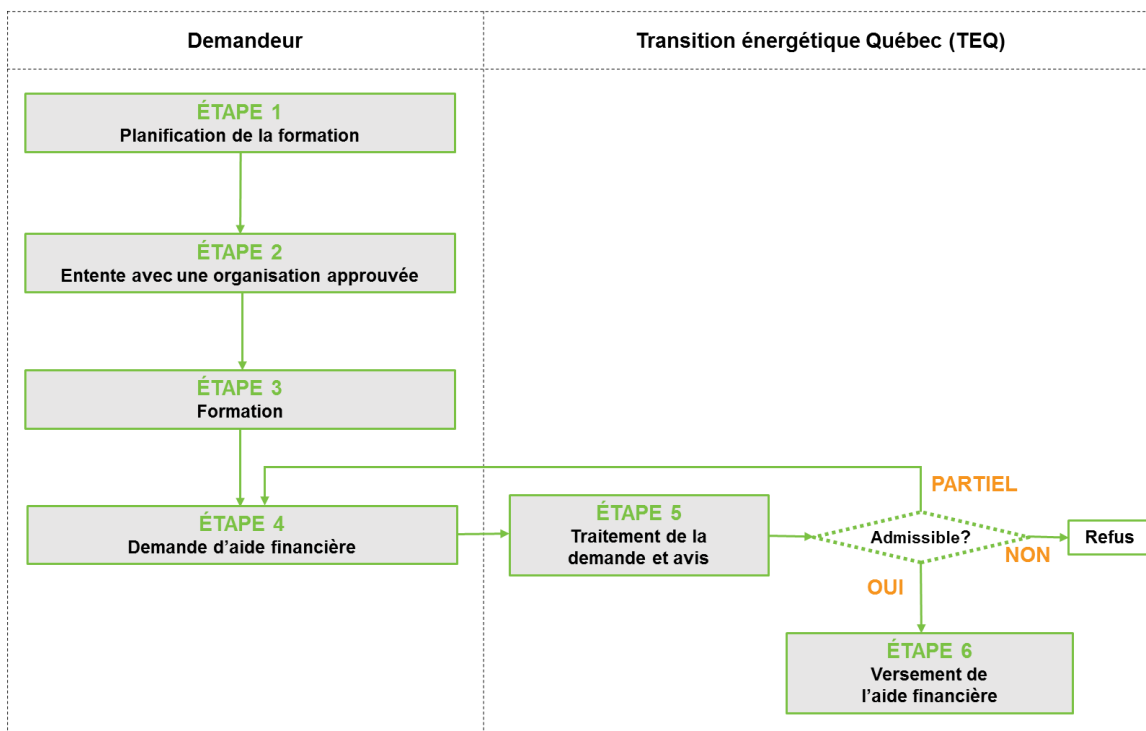 Demandeur
Transition énergétique Québec (TEQ)
ÉTAPE 1
Planification de la formation
ÉTAPE 2
Entente avec une organisation approuvée
ÉTAPE 3
Formation
ÉTAPE 4
Demande d'aide financière
ÉTAPE 5
Traitement de la
demande et avis
PARTIEL
Admissible?
NON
Refus
OUI
ÉTAPE 6
Versement de
l'aide financière